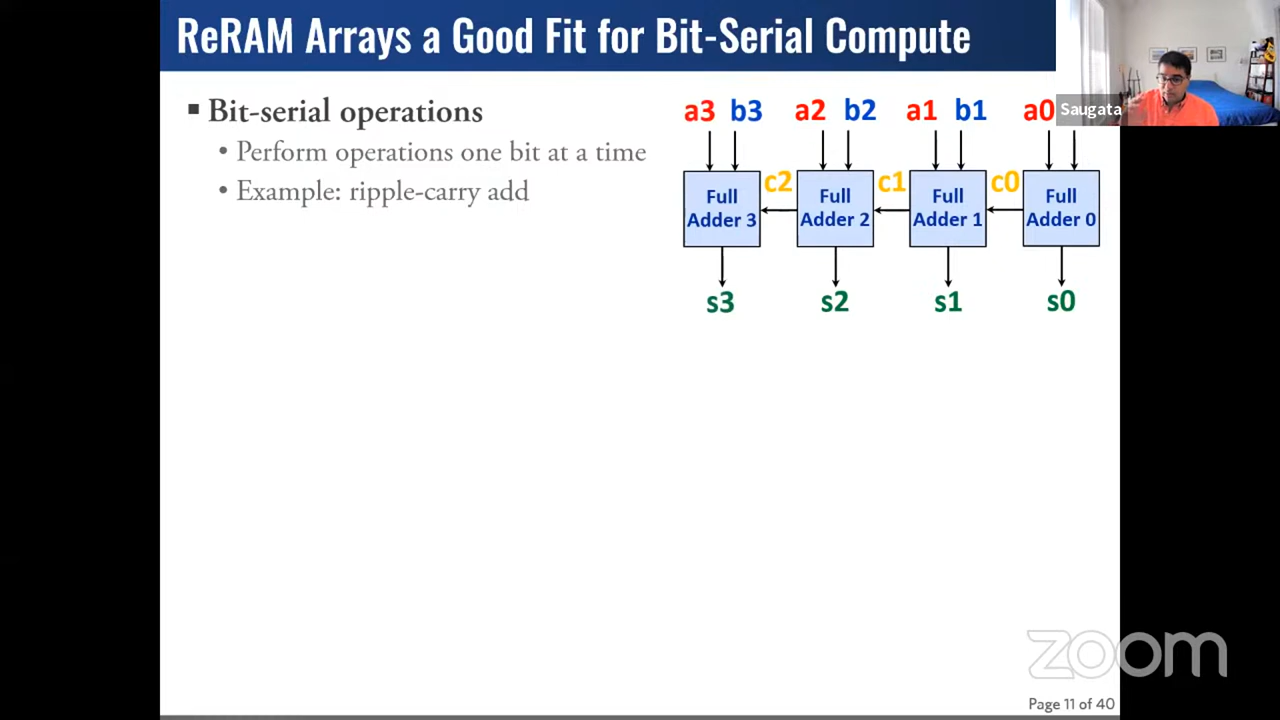 ReRAM Arrays a Good Fit for Bit-Serial Compute
Saugata
▪ Bit-serial operations
• Perform operations one bit at a time
• Example: ripple-carry add
a3 b3 a2 b2 a1 b1 a0
c2 c1 c0
Full Adder 3
Full Adder 2
Full Adder 1
Full Adder 0
s3 s2 s1 s0
zoom
Page 11 of 40